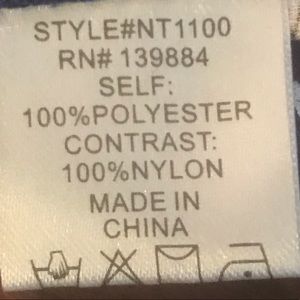 STYLE#NT1100
RN# 139884
SELF:
100%POLYESTER
CONTRAST:
100%NYLON
MADE IN
CHINA